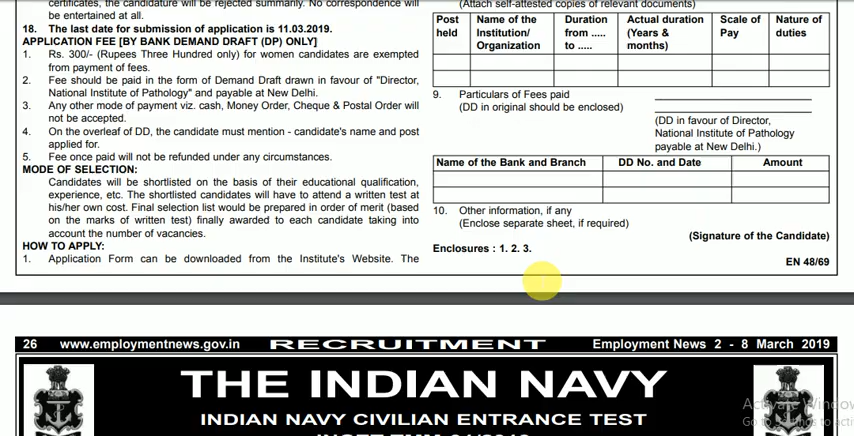 certificates, the candidature will be rejected summarily. No correspondence will
be entertained at all.
18. The last date for submission of application is 11.03.2019.
APPLICATION FEE [BY BANK DEMAND DRAFT (DP) ONLY]
1. Rs. 300/- (Rupees Three Hundred only) for women candidates are exempted
from payment of fees.
2. Fee should be paid in the form of Demand Draft drawn in favour of "Director,
National Institute of Pathology" and payable at New Delhi.
3. Any other mode of payment viz. cash, Money Order, Cheque & Postal Order will
not be accepted.
4. On the overleaf of DD, the candidate must mention - candidate's name and post
applied for.
5. Fee once paid will not be refunded under any circumstances.
MODE OF SELECTION:
Candidates will be shortlisted on the basis of their educational qualification,
experience, etc. The shortlisted candidates will have to attend a written test at
his/her own cost. Final selection list would be prepared in order of merit (based
on the marks of written test) finally awarded to each candidate taking into
account the number of vacancies.
HOW TO APPLY:
1. Application Form can be downloaded from the Institute's Website. The
(Attach self-attested copies of relevant documents)
Post held
Name of the Institution/ Organization
Duration from ..... to .....
Actual duration (Years & months)
Scale of Pay
Nature of duties
9. Particulars of Fees paid
(DD in original should be enclosed)
(DD in favour of Director,
National Institute of Pathology
payable at New Delhi.)
Name of the Bank and Branch DD No. and Date Amount
10. Other information, if any
(Enclose separate sheet, if required)
(Signature of the Candidate)
Enclosures : 1. 2. 3.
EN 48/69
26 www.employmentnews.gov.in RECRUITMENT Employment News 2 - 8 March 2019
THE INDIAN NAVY
INDIAN NAVY CIVILIAN ENTRANCE TEST